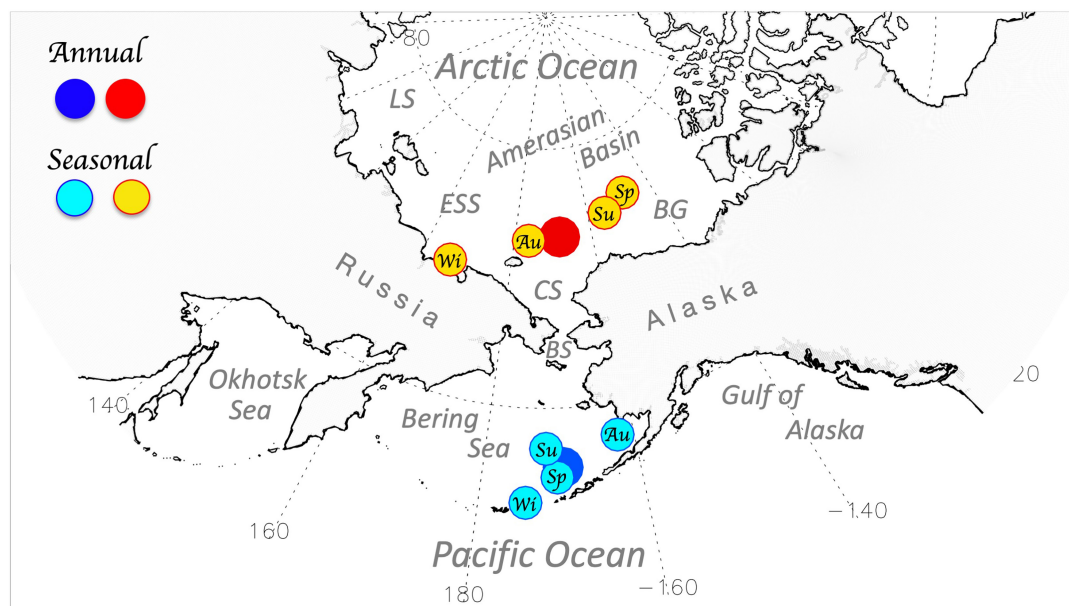 Annual
Seasonal
80
Arctic Ocean
LS
Amerasian
Basin
ESS
BG
Sp
Su
Au
Wi
CS
Russia
Alaska
BS
Okhotsk
Sea
140
Bering
Sea
Gulf of
Alaska
20
Au
Su
Sp
Wi
160
180
Pacific Ocean
-160
-140